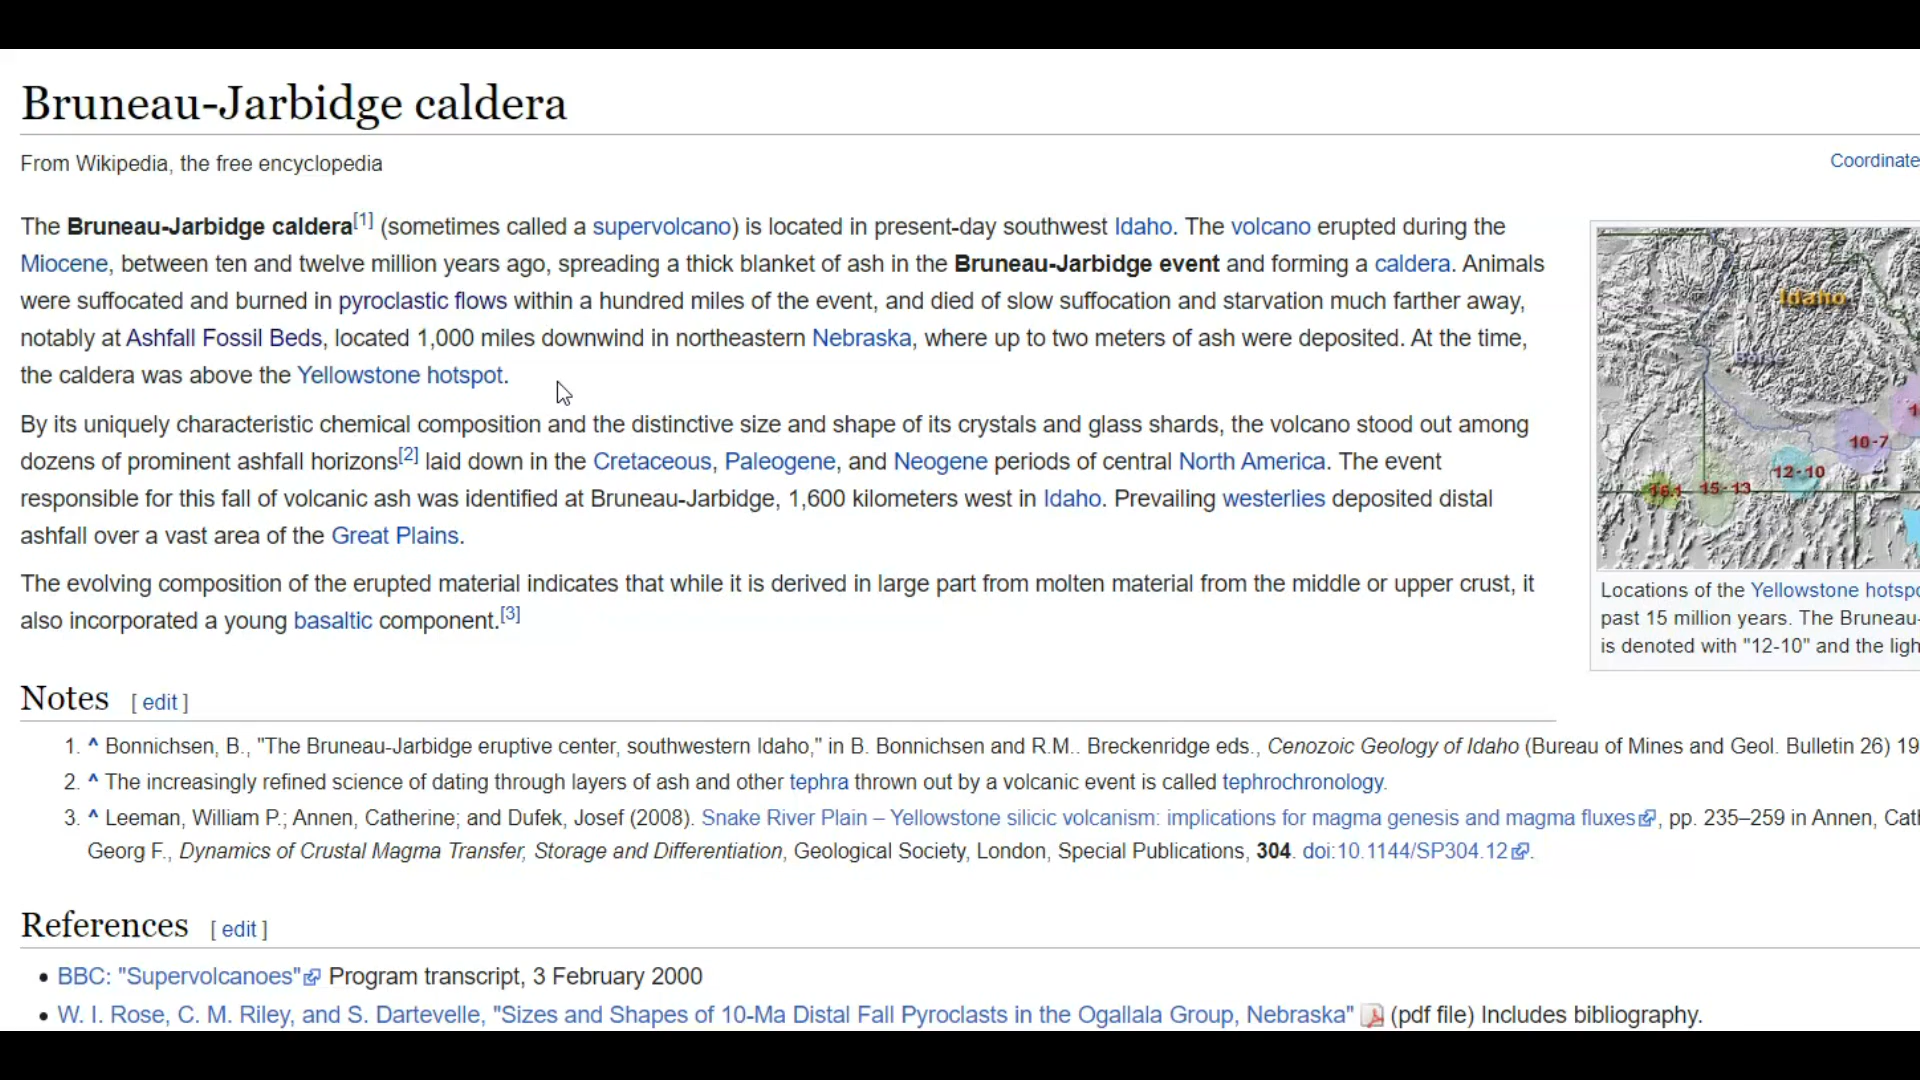 Bruneau-Jarbidge caldera
From Wikipedia, the free encyclopedia
Coordinate
The Bruneau-Jarbidge caldera[1] (sometimes called a supervolcano) is located in present-day southwest Idaho. The volcano erupted during the
Miocene, between ten and twelve million years ago, spreading a thick blanket of ash in the Bruneau-Jarbidge event and forming a caldera. Animals
were suffocated and burned in pyroclastic flows within a hundred miles of the event, and died of slow suffocation and starvation much farther away,
notably at Ashfall Fossil Beds, located 1,000 miles downwind in northeastern Nebraska, where up to two meters of ash were deposited. At the time,
the caldera was above the Yellowstone hotspot.
By its uniquely characteristic chemical composition and the distinctive size and shape of its crystals and glass shards, the volcano stood out among
dozens of prominent ashfall horizons[2] laid down in the Cretaceous, Paleogene, and Neogene periods of central North America. The event
responsible for this fall of volcanic ash was identified at Bruneau-Jarbidge, 1,600 kilometers west in Idaho. Prevailing westerlies deposited distal
ashfall over a vast area of the Great Plains.
The evolving composition of the erupted material indicates that while it is derived in large part from molten material from the middle or upper crust, it
also incorporated a young basaltic component.[3]
Idaho
Boise
10-7
12-10
15-13
16.1
Locations of the Yellowstone hotspo
past 15 million years. The Bruneau-
is denoted with "12-10" and the ligh
Notes [ edit ]
1. ^ Bonnichsen, B., "The Bruneau-Jarbidge eruptive center, southwestern Idaho," in B. Bonnichsen and R.M.. Breckenridge eds., Cenozoic Geology of Idaho (Bureau of Mines and Geol. Bulletin 26) 19
2. ^ The increasingly refined science of dating through layers of ash and other tephra thrown out by a volcanic event is called tephrochronology.
3. ^ Leeman, William P.; Annen, Catherine; and Dufek, Josef (2008). Snake River Plain – Yellowstone silicic volcanism: implications for magma genesis and magma fluxes, pp. 235–259 in Annen, Cath
Georg F., Dynamics of Crustal Magma Transfer, Storage and Differentiation, Geological Society, London, Special Publications, 304. doi:10.1144/SP304.12.
References [ edit ]
• BBC: "Supervolcanoes" Program transcript, 3 February 2000
• W. I. Rose, C. M. Riley, and S. Dartevelle, "Sizes and Shapes of 10-Ma Distal Fall Pyroclasts in the Ogallala Group, Nebraska" (pdf file) Includes bibliography.